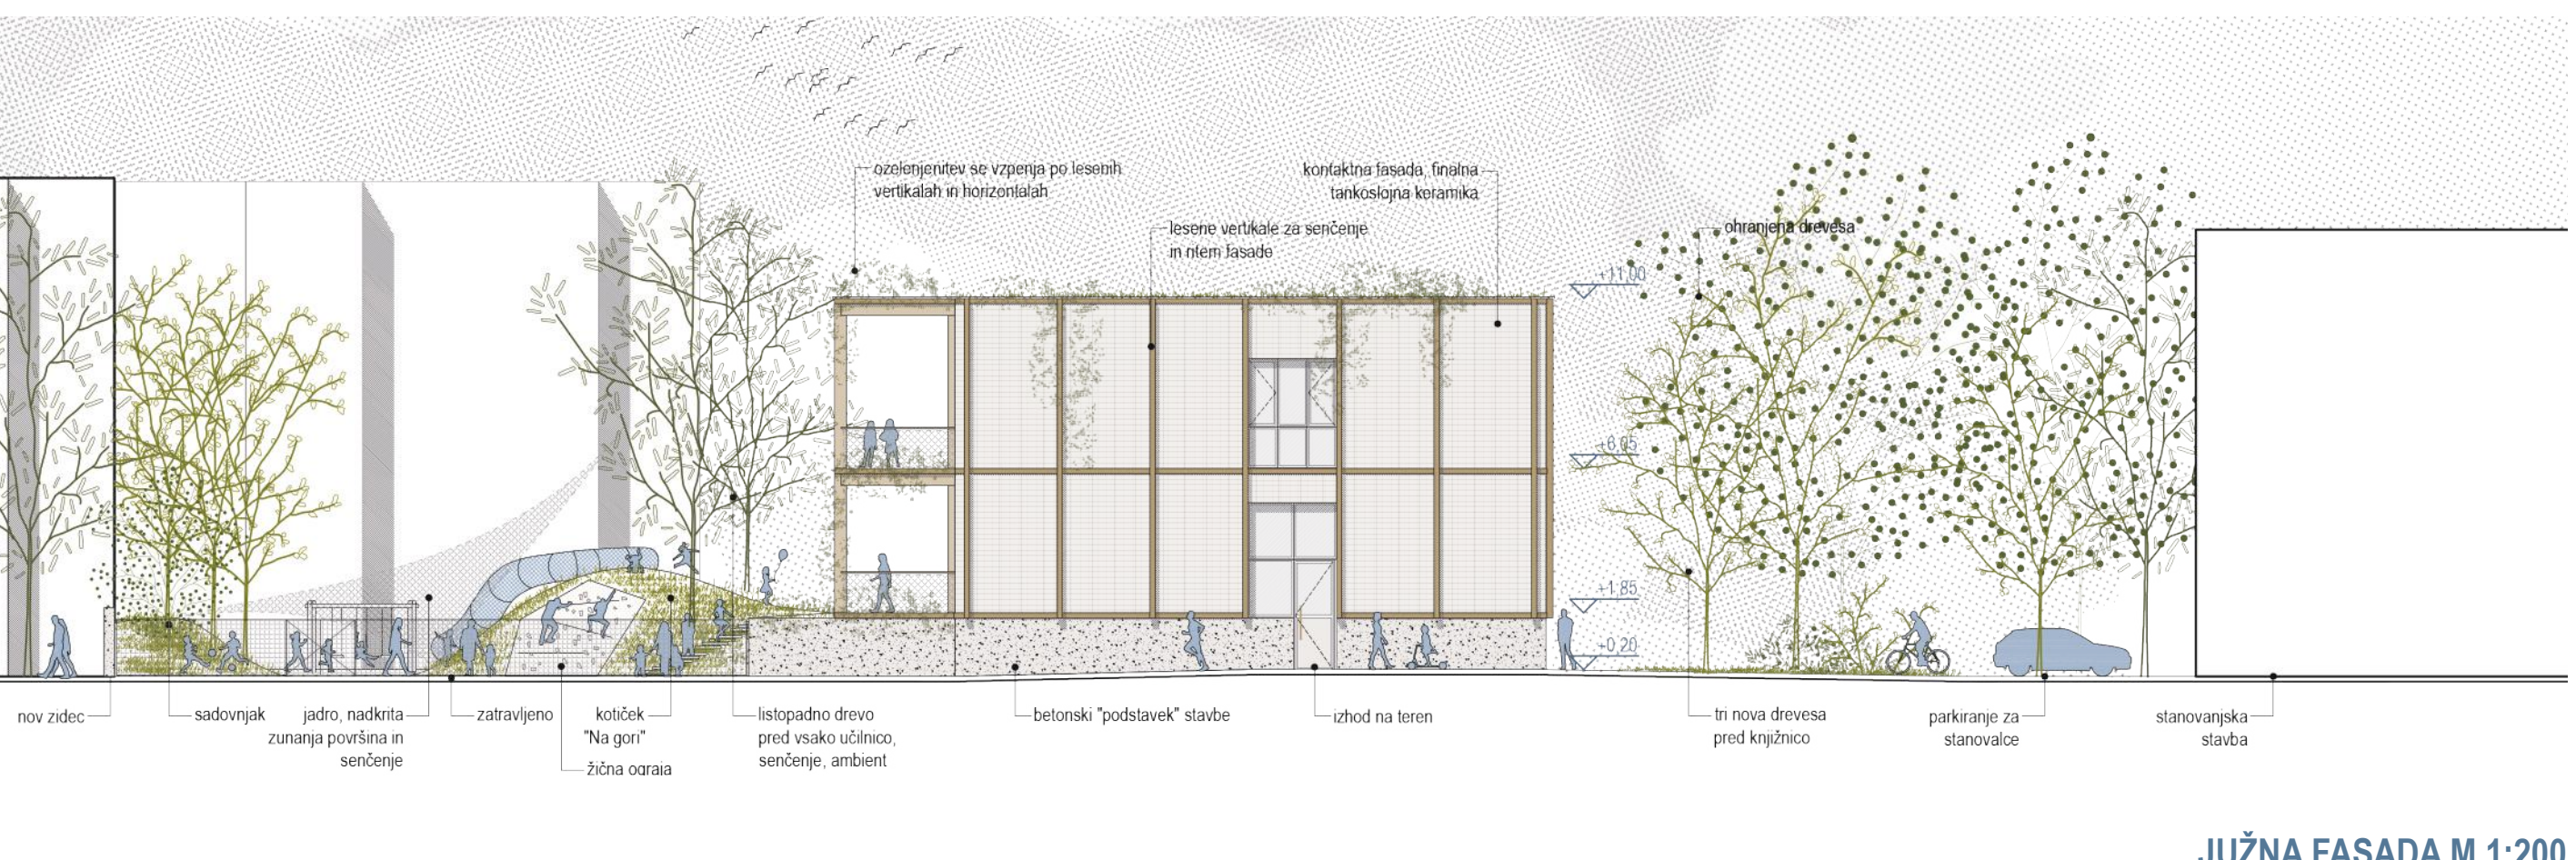 ozelenjenitev se vzpenja po lesenih
vertikalah in horizontalah
kontaktna fasada, finalna
tankoslojna keramika
lesene vertikale za senčenje
in ritem fasade
ohranjena drevesa
+11,00
+6,05
+1,85
+0,20
nov zidec
sadovnjak
jadro, nadkrita
zunanja površina in
senčenje
zatravljeno
kotiček
"Na gori"
žična ograja
listopadno drevo
pred vsako učilnico,
senčenje, ambient
betonski "podstavek" stavbe
izhod na teren
tri nova drevesa
pred knjižnico
parkiranje za
stanovalce
stanovanjska
stavba
JUŽNA FASADA M 1:200